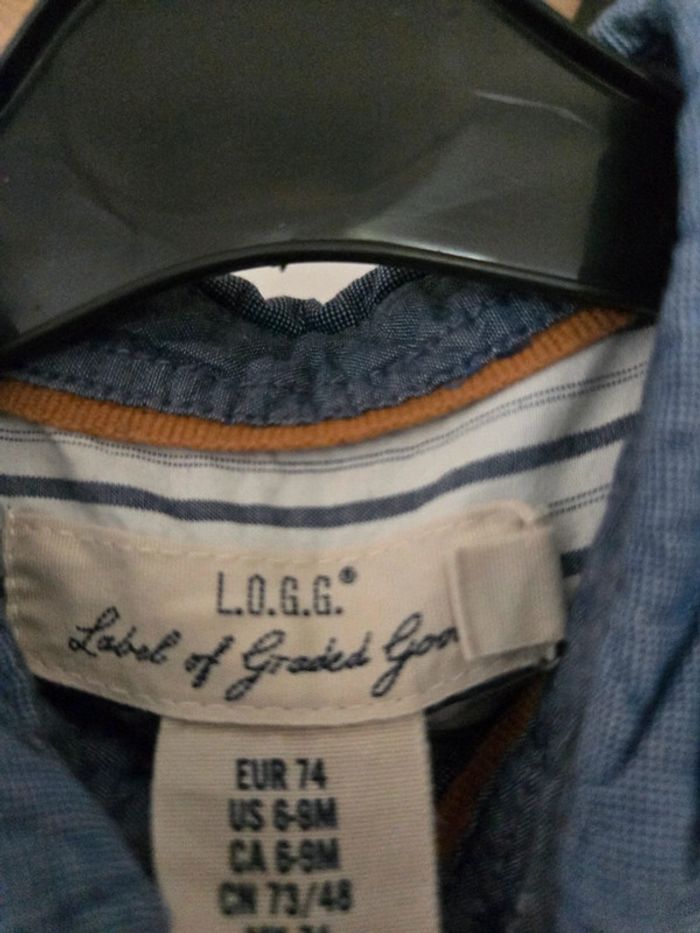 L.O.G.G.®
Label of Graded
EUR 74
US 6-9M
CA 6-9M
CN 73/48